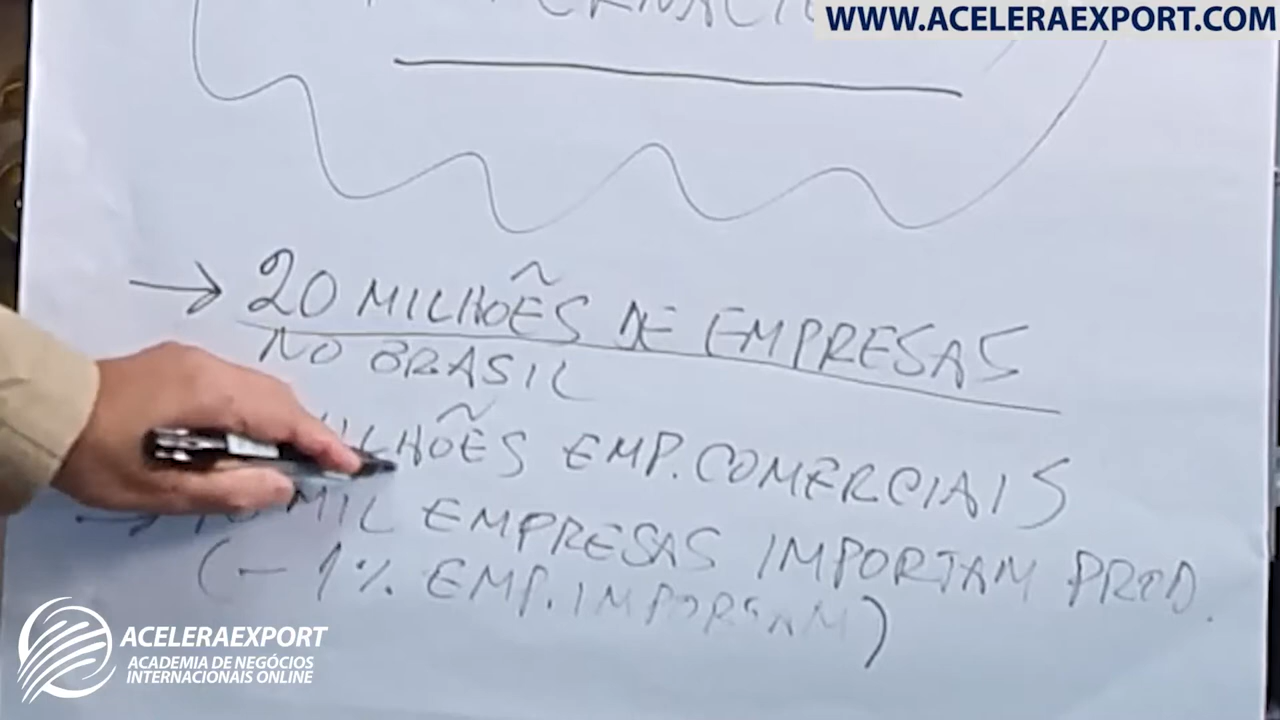 WWW.ACELERAEXPORT.COM
→ 20 MILHÕES DE EMPRESAS
NO BRASIL
EMP. COMERCIAIS
MIL EMPRESAS IMPORTAM PROD.
(-1% EMP. IMPORTAM)
ACELERAEXPORT
ACADEMIA DE NEGÓCIOS
INTERNACIONAIS ONLINE